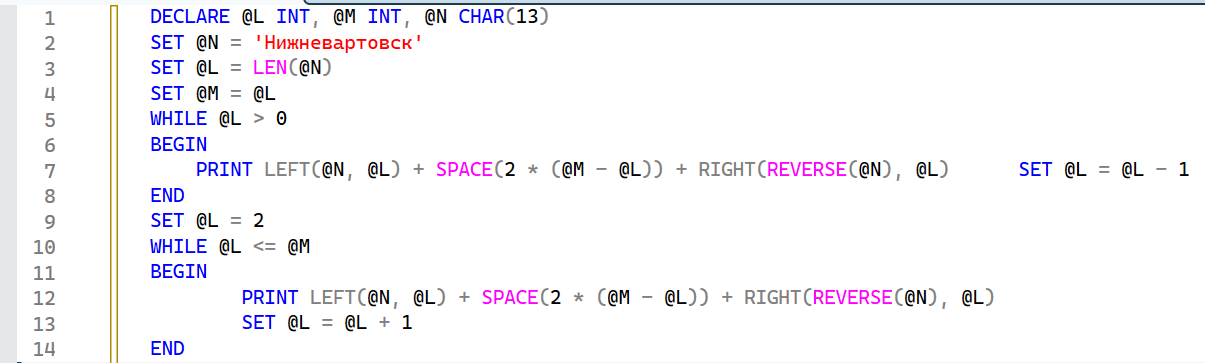 1 DECLARE @L INT, @M INT, @N CHAR(13)
2 SET @N = 'Нижневартовск'
3 SET @L = LEN(@N)
4 SET @M = @L
5 WHILE @L > 0
6 BEGIN
7 PRINT LEFT(@N, @L) + SPACE(2 * (@M - @L)) + RIGHT(REVERSE(@N), @L) SET @L = @L - 1
8 END
9 SET @L = 2
10 WHILE @L <= @M
11 BEGIN
12 PRINT LEFT(@N, @L) + SPACE(2 * (@M - @L)) + RIGHT(REVERSE(@N), @L)
13 SET @L = @L + 1
14 END